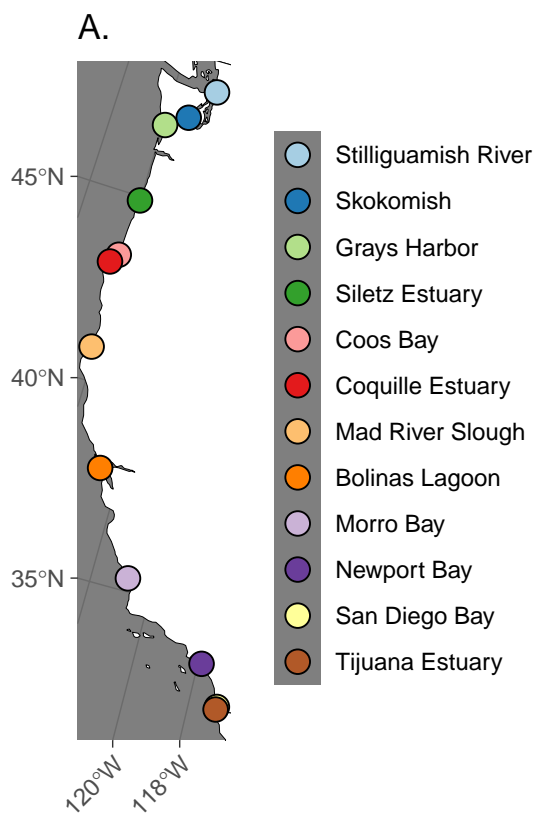 A.
45°N
40°N
35°N
120°W
118°W
Stilliguamish River
Skokomish
Grays Harbor
Siletz Estuary
Coos Bay
Coquille Estuary
Mad River Slough
Bolinas Lagoon
Morro Bay
Newport Bay
San Diego Bay
Tijuana Estuary